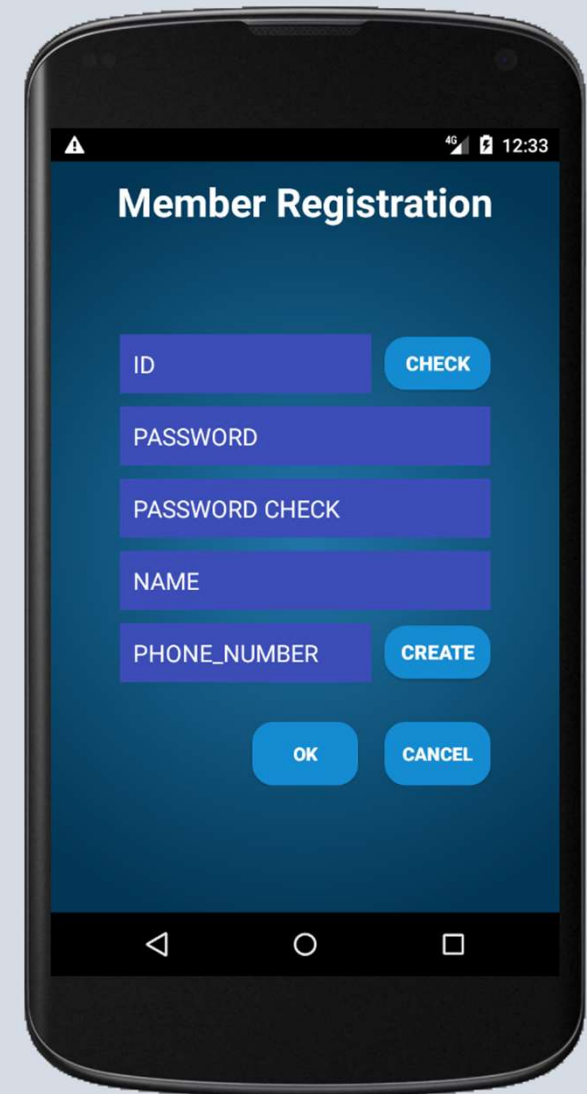 4G 12:33
Member Registration
ID CHECK
PASSWORD
PASSWORD CHECK
NAME
PHONE_NUMBER CREATE
OK CANCEL